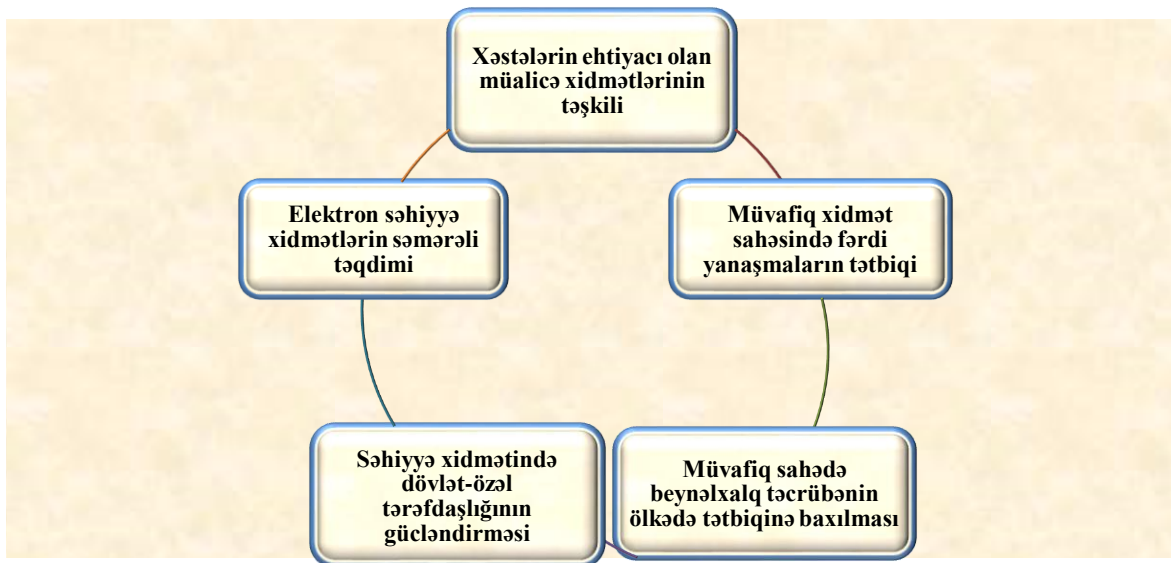 Xəstələrin ehtiyacı olan
müalicə xidmətlərinin
təşkili
Elektron səhiyyə
xidmətlərin səmərəli
təqdimi
Müvafiq xidmət
sahəsində fərdi
yanaşmaların tətbiqi
Səhiyyə xidmətində
dövlət-özəl
tərəfdaşlığının
gücləndirməsi
Müvafiq sahədə
beynəlxalq təcrübənin
ölkədə tətbiqinə baxılması